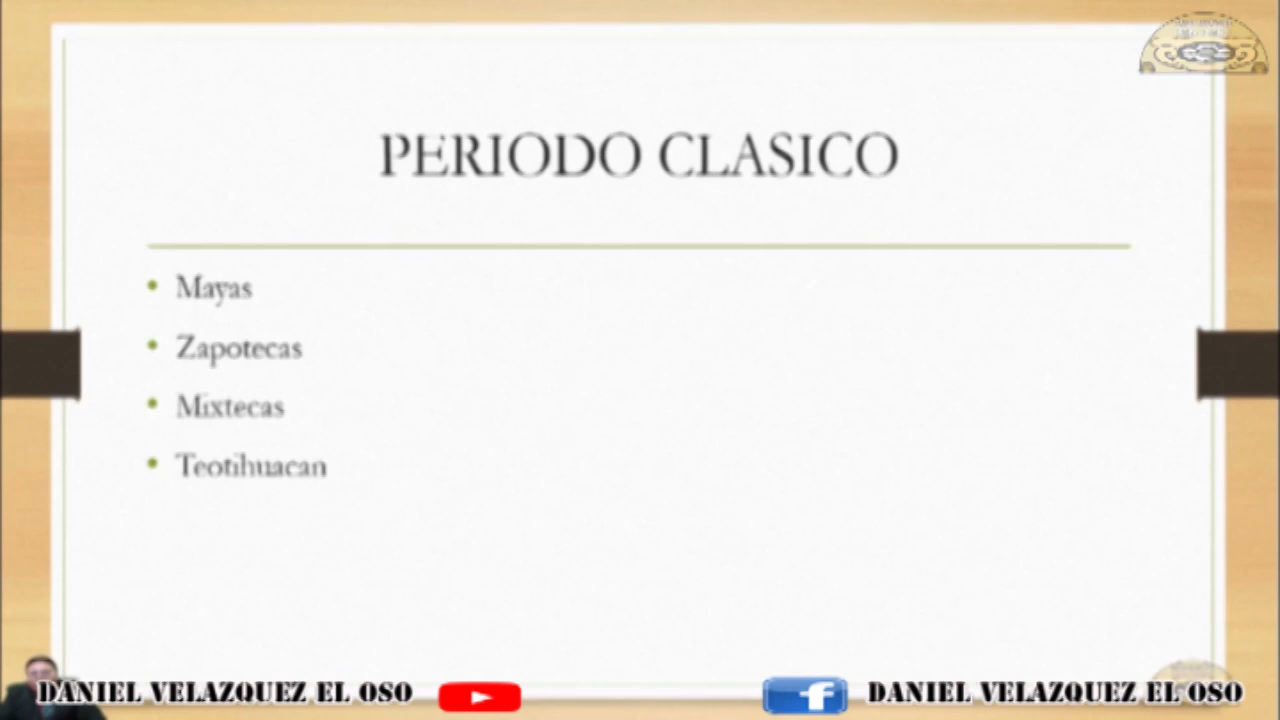 PERIODO CLASICO
• Mayas
• Zapotecas
• Mixtecas
• Teotihuacan
DANIEL VELAZQUEZ EL OSO
DANIEL VELAZQUEZ EL OSO